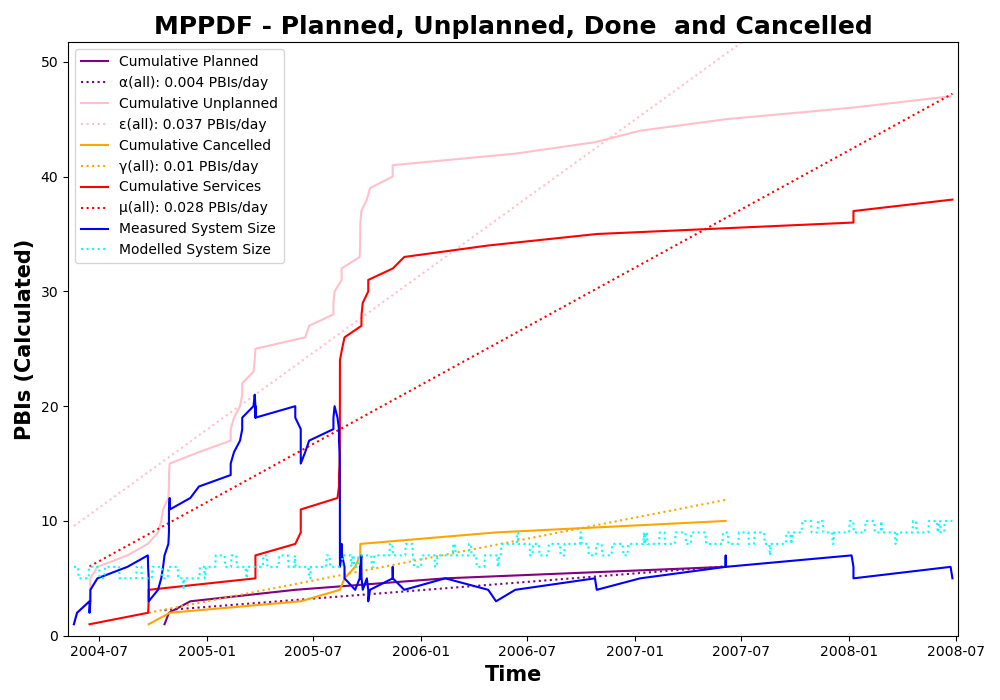 MPPDF - Planned, Unplanned, Done  and Cancelled
PBIs (Calculated)
50
40
30
20
10
0
Cumulative Planned
α(all): 0.004 PBIs/day
Cumulative Unplanned
ε(all): 0.037 PBIs/day
Cumulative Cancelled
γ(all): 0.01 PBIs/day
Cumulative Services
μ(all): 0.028 PBIs/day
Measured System Size
Modelled System Size
2004-07 2005-01 2005-07 2006-01 2006-07 2007-01 2007-07 2008-01 2008-07
Time